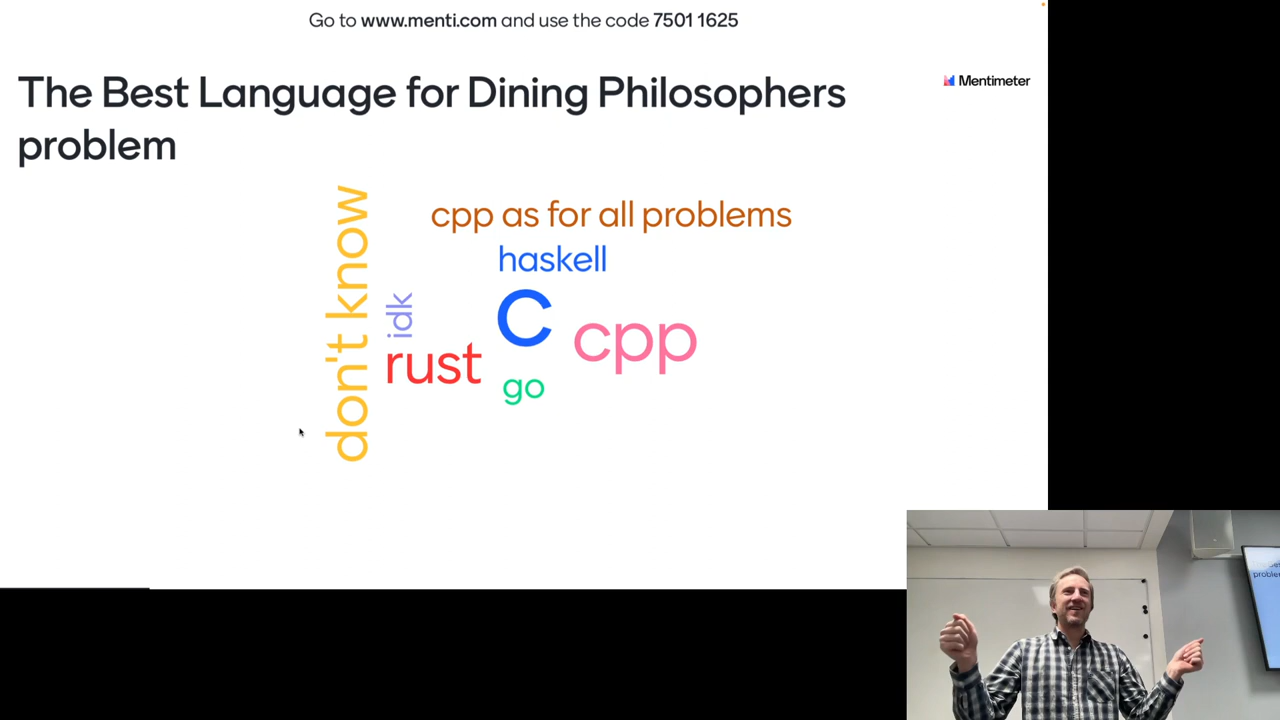 Go to www.menti.com and use the code 7501 1625
The Best Language for Dining Philosophers
problem
Mentimeter
don't know
cpp as for all problems
haskell
idk
C
cpp
rust
go
problem